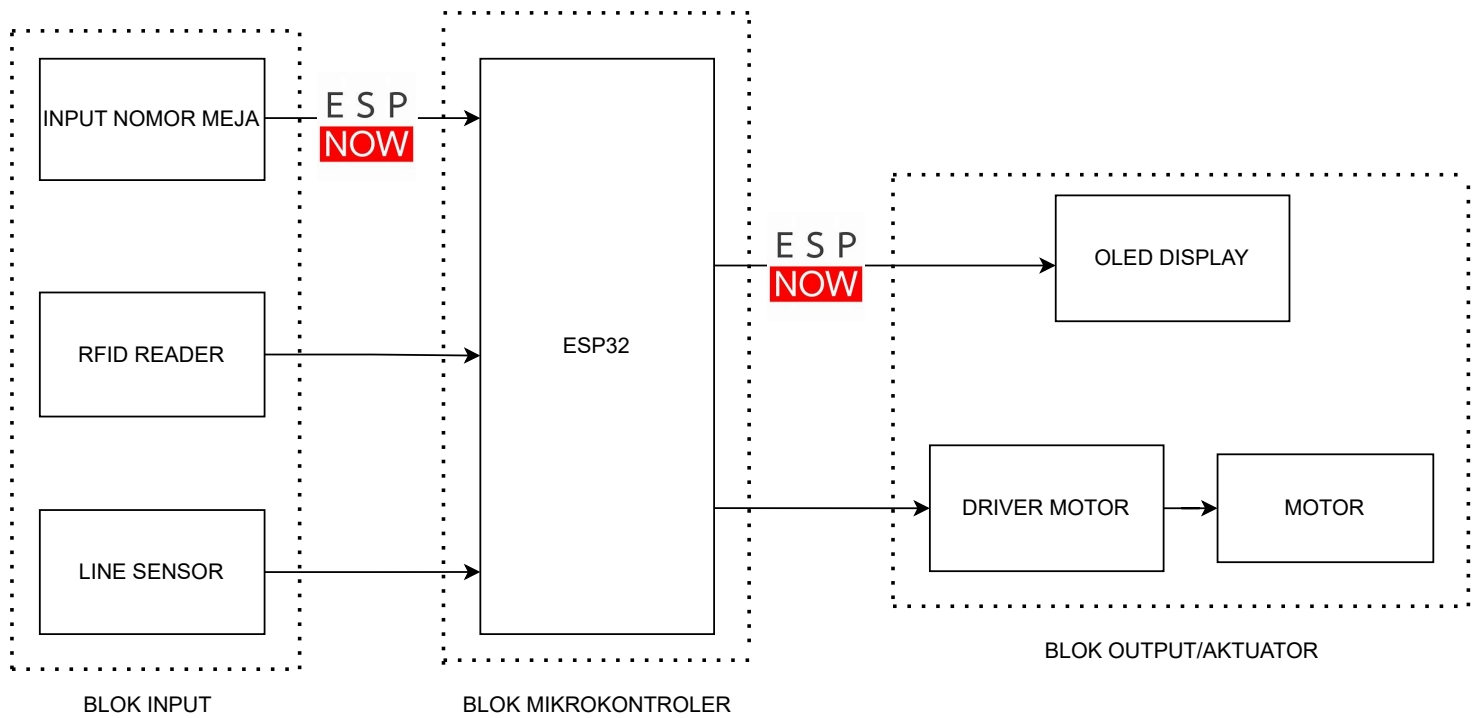 INPUT NOMOR MEJA
E S P
NOW
RFID READER
LINE SENSOR
BLOK INPUT
ESP32
BLOK MIKROKONTROLER
E S P
NOW
OLED DISPLAY
DRIVER MOTOR
MOTOR
BLOK OUTPUT/AKTUATOR